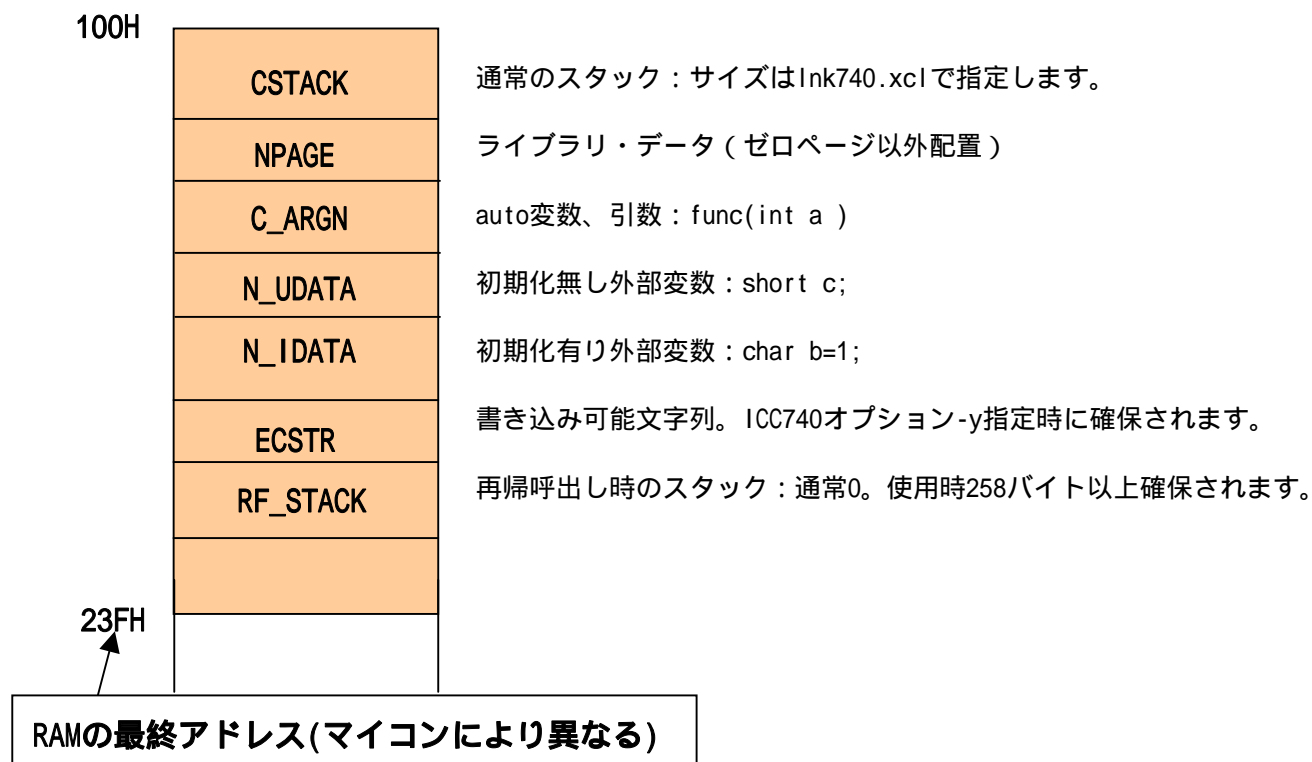 100H
CSTACK 通常のスタック：サイズはlnk740.xclで指定します。
NPAGE ライブラリ・データ（ゼロページ以外配置）
C_ARGN auto変数、引数：func(int a )
N_UDATA 初期化無し外部変数：short c;
N_IDATA 初期化有り外部変数：char b=1;
ECSTR 書き込み可能文字列。ICC740オプション-y指定時に確保されます。
RF_STACK 再帰呼出し時のスタック：通常0。使用時258バイト以上確保されます。
23FH
RAMの最終アドレス(マイコンにより異なる)